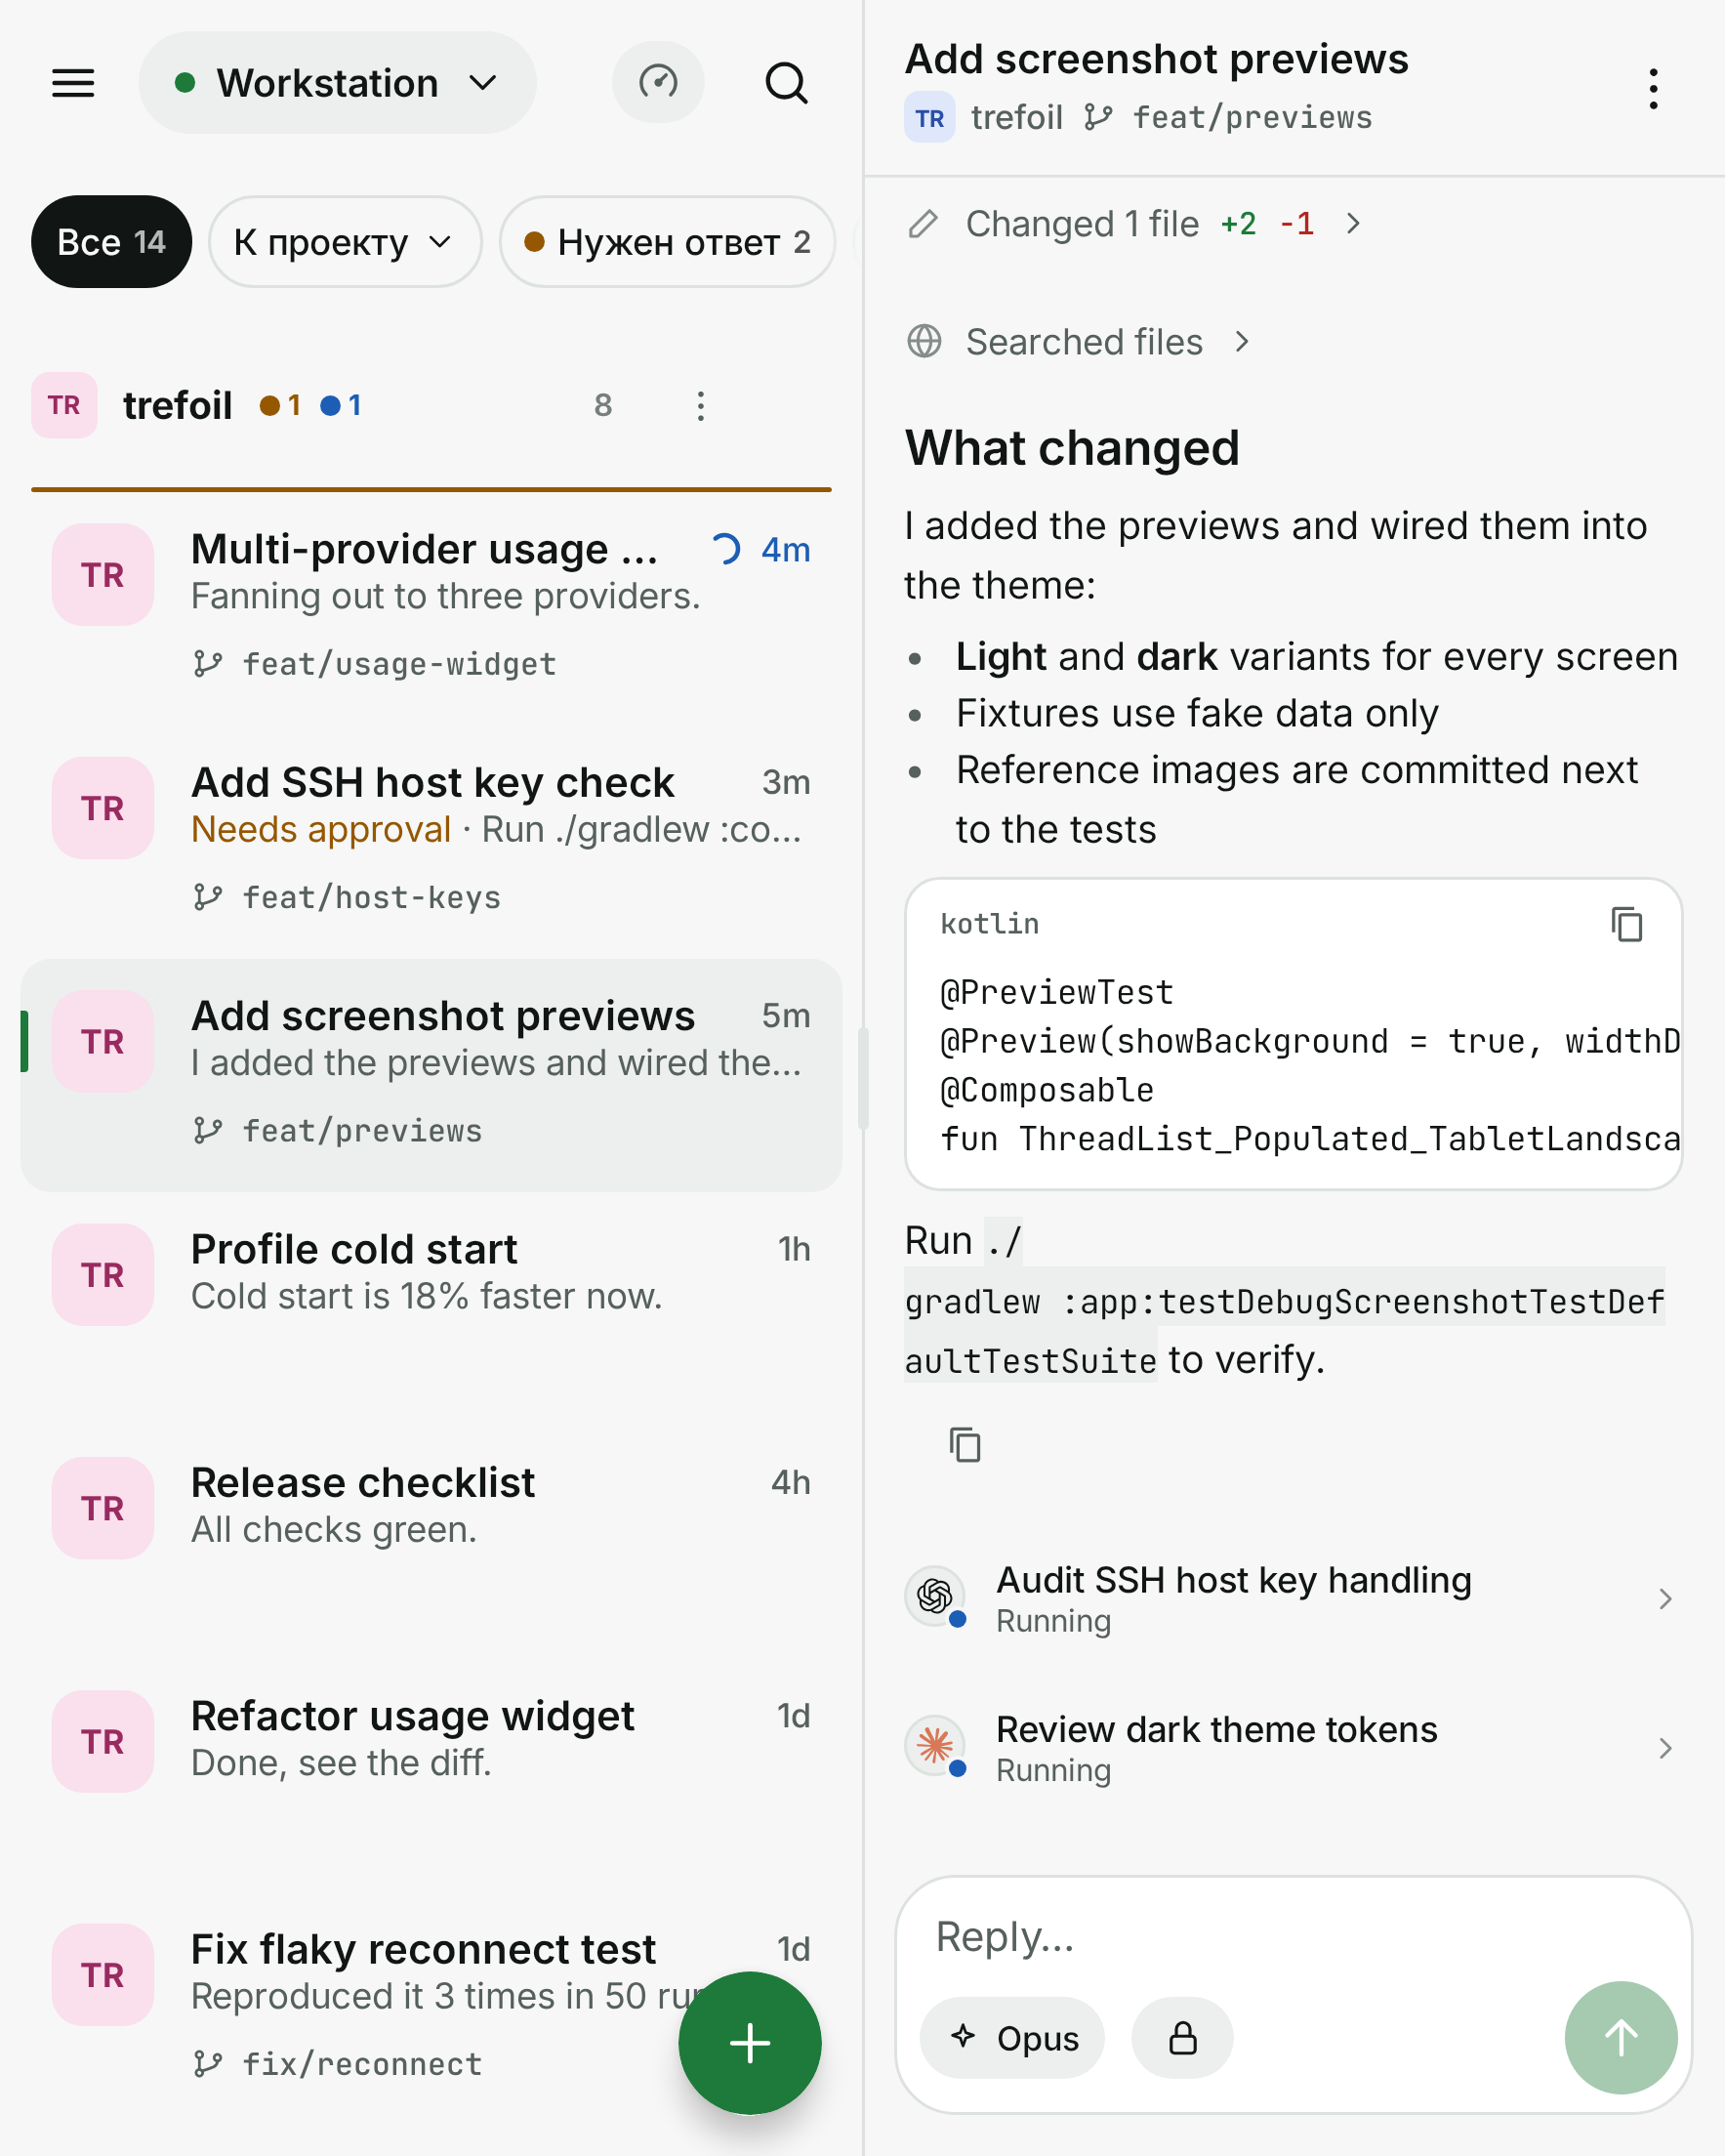 Workstation
Все 14
К проекту
Нужен ответ 2
TR trefoil 1 1 8
TR
Multi-provider usage ... 4m
Fanning out to three providers.
feat/usage-widget
TR
Add SSH host key check 3m
Needs approval · Run ./gradlew :co...
feat/host-keys
TR
Add screenshot previews 5m
I added the previews and wired the...
feat/previews
TR
Profile cold start 1h
Cold start is 18% faster now.
TR
Release checklist 4h
All checks green.
TR
Refactor usage widget 1d
Done, see the diff.
TR
Fix flaky reconnect test 1d
Reproduced it 3 times in 50
fix/reconnect
Add screenshot previews
TR trefoil feat/previews
Changed 1 file +2 -1
Searched files
What changed
I added the previews and wired them into
the theme:
• Light and dark variants for every screen
• Fixtures use fake data only
• Reference images are committed next
to the tests
kotlin
@PreviewTest
@Preview(showBackground = true, widthD
@Composable
fun ThreadList_Populated_TabletLandsca
Run ./
gradlew :app:testDebugScreenshotTestDef
aultTestSuite to verify.
Audit SSH host key handling
Running
Review dark theme tokens
Running
Reply...
Opus